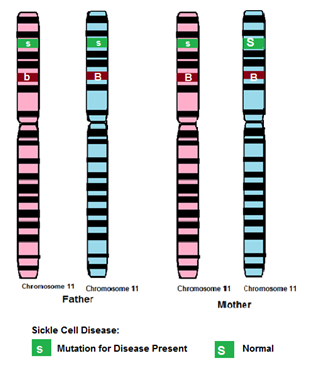 s s s S
b B B B
Chromosome 11 Chromosome 11 Chromosome 11 Chromosome 11
Father Mother
Sickle Cell Disease:
s Mutation for Disease Present S Normal